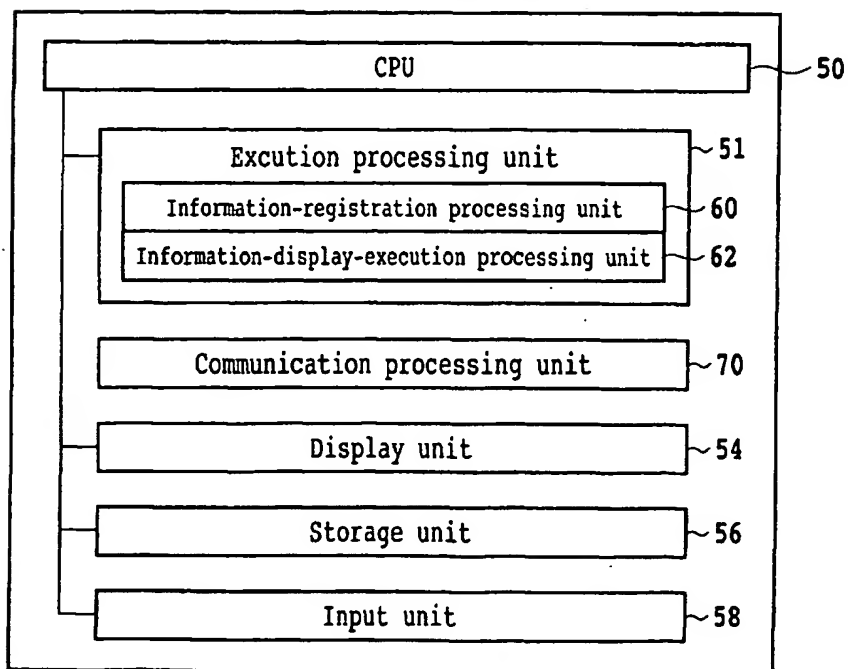 CPU 50
Excution processing unit 51
Information-registration processing unit 60
Information-display-execution processing unit 62
Communication processing unit 70
Display unit 54
Storage unit 56
Input unit 58